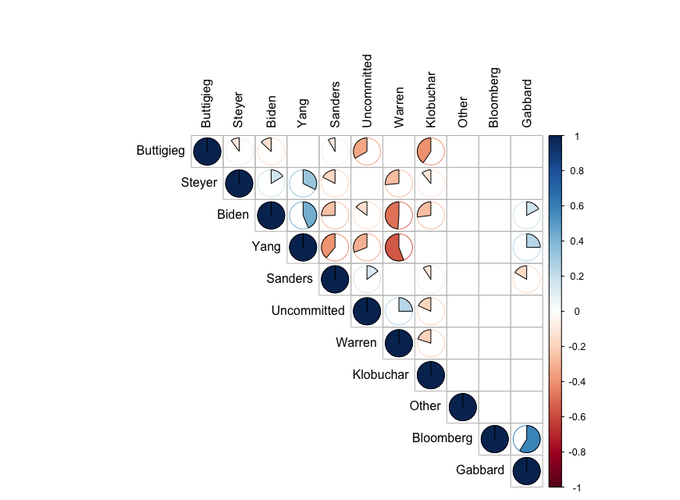 Buttigieg
Steyer
Biden
Yang
Sanders
Uncommitted
Warren
Klobuchar
Other
Bloomberg
Gabbard
Buttigieg
Steyer
Biden
Yang
Sanders
Uncommitted
Warren
Klobuchar
Other
Bloomberg
Gabbard
1
0.8
0.6
0.4
0.2
0
-0.2
-0.4
-0.6
-0.8
-1